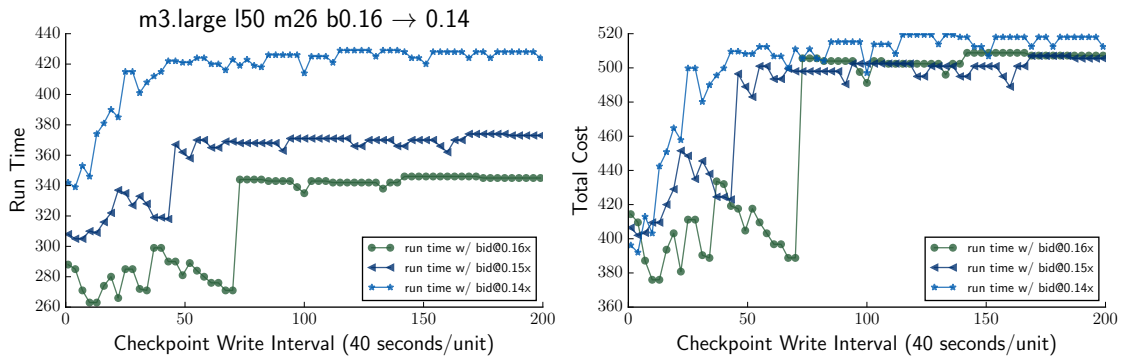 m3.large l50 m26 b0.16 → 0.14
440
420
400
380
360
340
320
300
280
260
Run Time
0
50
100
150
200
Checkpoint Write Interval (40 seconds/unit)
run time w/ bid@0.16x
run time w/ bid@0.15x
run time w/ bid@0.14x
520
500
480
460
440
420
400
380
360
Total Cost
0
50
100
150
200
Checkpoint Write Interval (40 seconds/unit)
run time w/ bid@0.16x
run time w/ bid@0.15x
run time w/ bid@0.14x